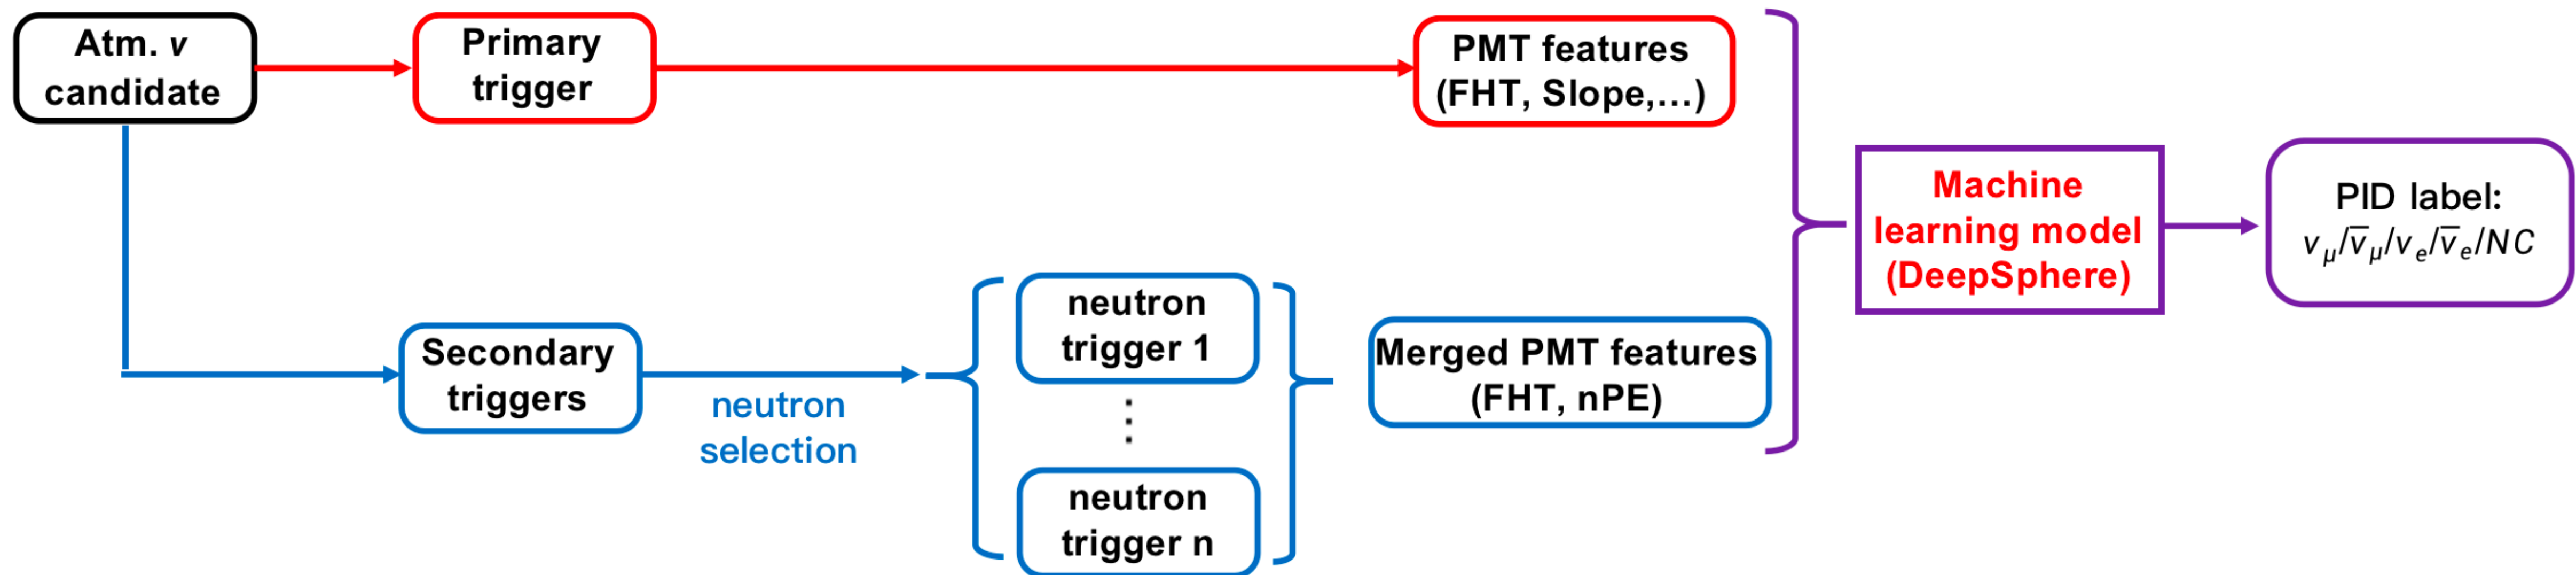 Atm. ν
candidate
Primary
trigger
PMT features
(FHT, Slope,...)
Secondary
triggers
neutron
selection
neutron
trigger 1
⋮
neutron
trigger n
Merged PMT features
(FHT, nPE)
Machine
learning model
(DeepSphere)
PID label:
ν_μ/ν̅_μ/ν_e/ν̅_e/NC